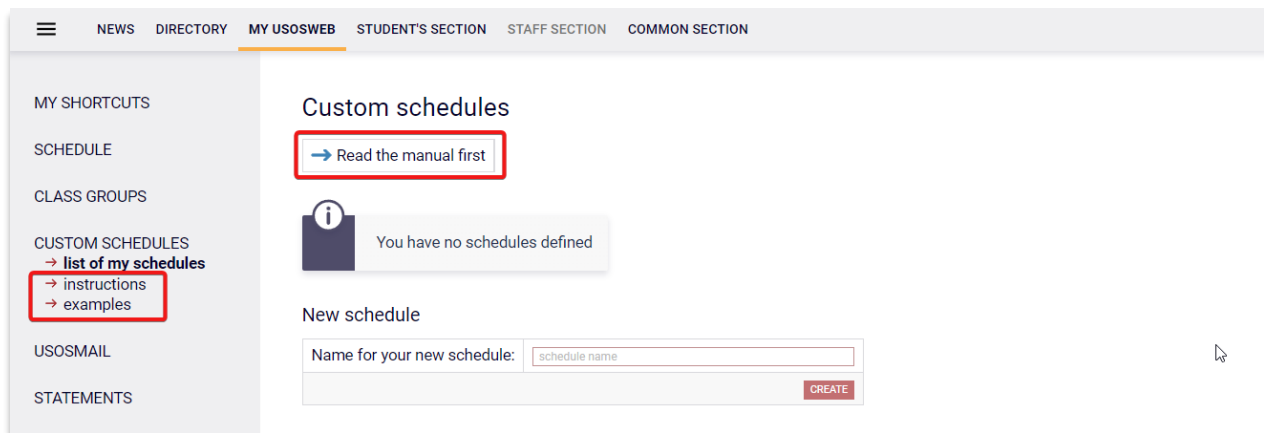 NEWS DIRECTORY MY USOSWEB STUDENT'S SECTION STAFF SECTION COMMON SECTION
MY SHORTCUTS
SCHEDULE
CLASS GROUPS
CUSTOM SCHEDULES
→ list of my schedules
→ instructions
→ examples
USOSMAIL
STATEMENTS
Custom schedules
→ Read the manual first
i
You have no schedules defined
New schedule
Name for your new schedule: schedule name
CREATE